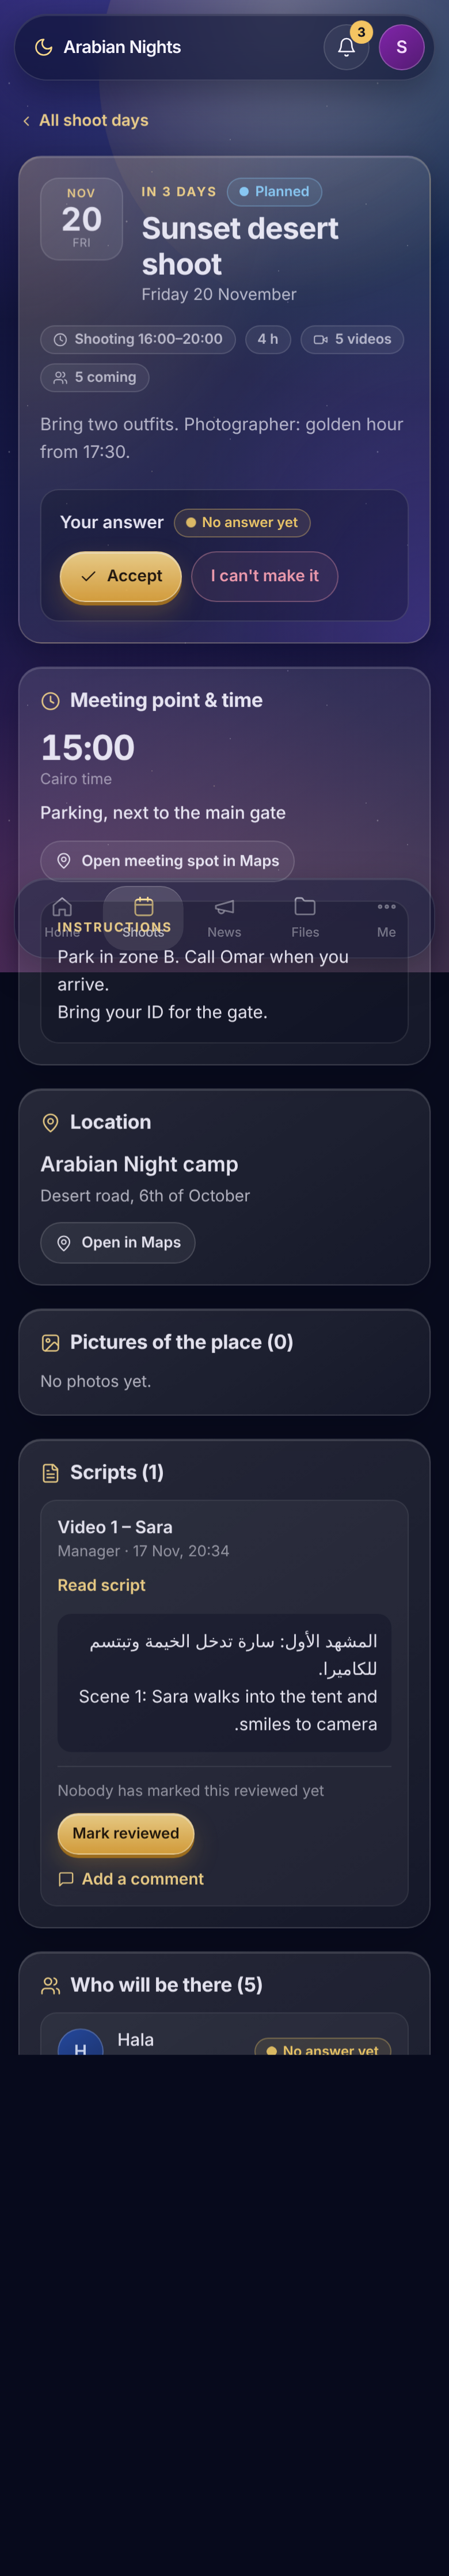 Arabian Nights
3
S
All shoot days
NOV
20
FRI
IN 3 DAYS
Planned
Sunset desert
shoot
Friday 20 November
Shooting 16:00–20:00
4 h
5 videos
5 coming
Bring two outfits. Photographer: golden hour
from 17:30.
Your answer
No answer yet
Accept
I can't make it
Meeting point & time
15:00
Cairo time
Parking, next to the main gate
Open meeting spot in Maps
Home
Shoots
News
Files
Me
INSTRUCTIONS
Park in zone B. Call Omar when you
arrive.
Bring your ID for the gate.
Location
Arabian Night camp
Desert road, 6th of October
Open in Maps
Pictures of the place (0)
No photos yet.
Scripts (1)
Video 1 – Sara
Manager · 17 Nov, 20:34
Read script
المشهد الأول: سارة تدخل الخيمة وتبتسم
للكاميرا.
Scene 1: Sara walks into the tent and
.smiles to camera
Nobody has marked this reviewed yet
Mark reviewed
Add a comment
Who will be there (5)
H
Hala
No answer yet